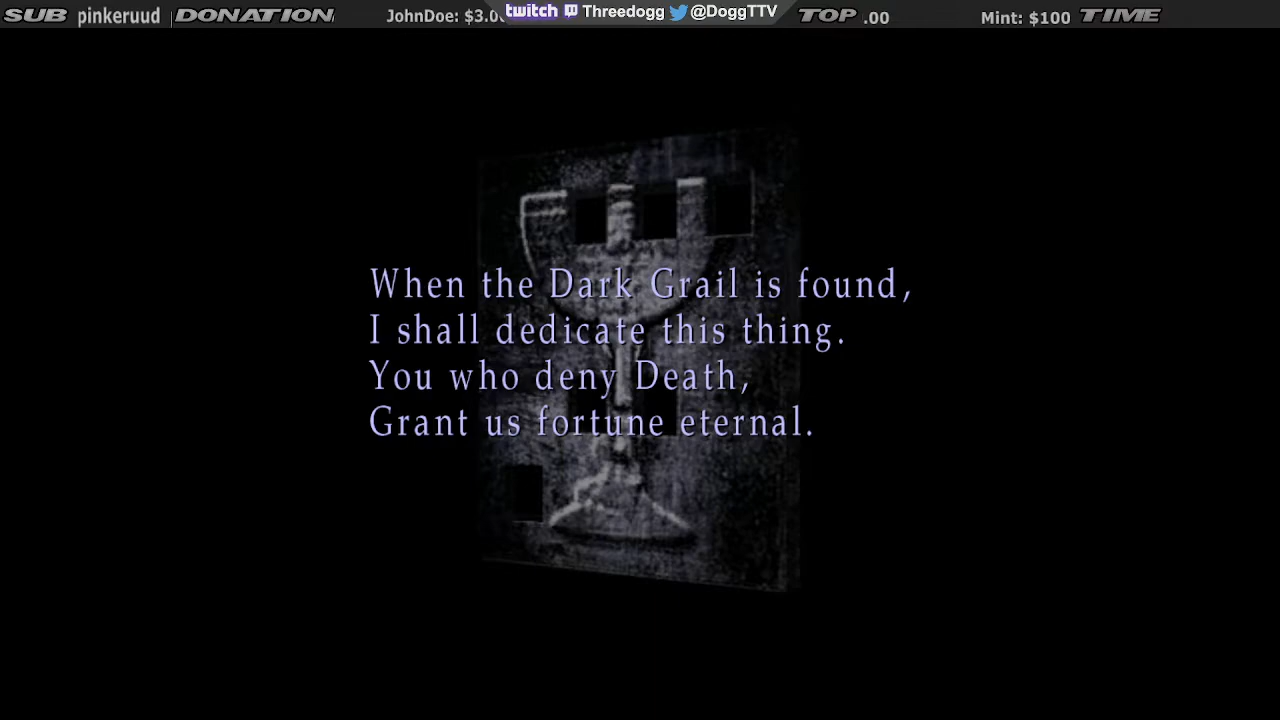 SUB pinkeruud DONATION JohnDoe: $3.0 twitch Threedogg @DoggTTV TOP .00 Mint: $100 TIME
When the Dark Grail is found,
I shall dedicate this thing.
You who deny Death,
Grant us fortune eternal.